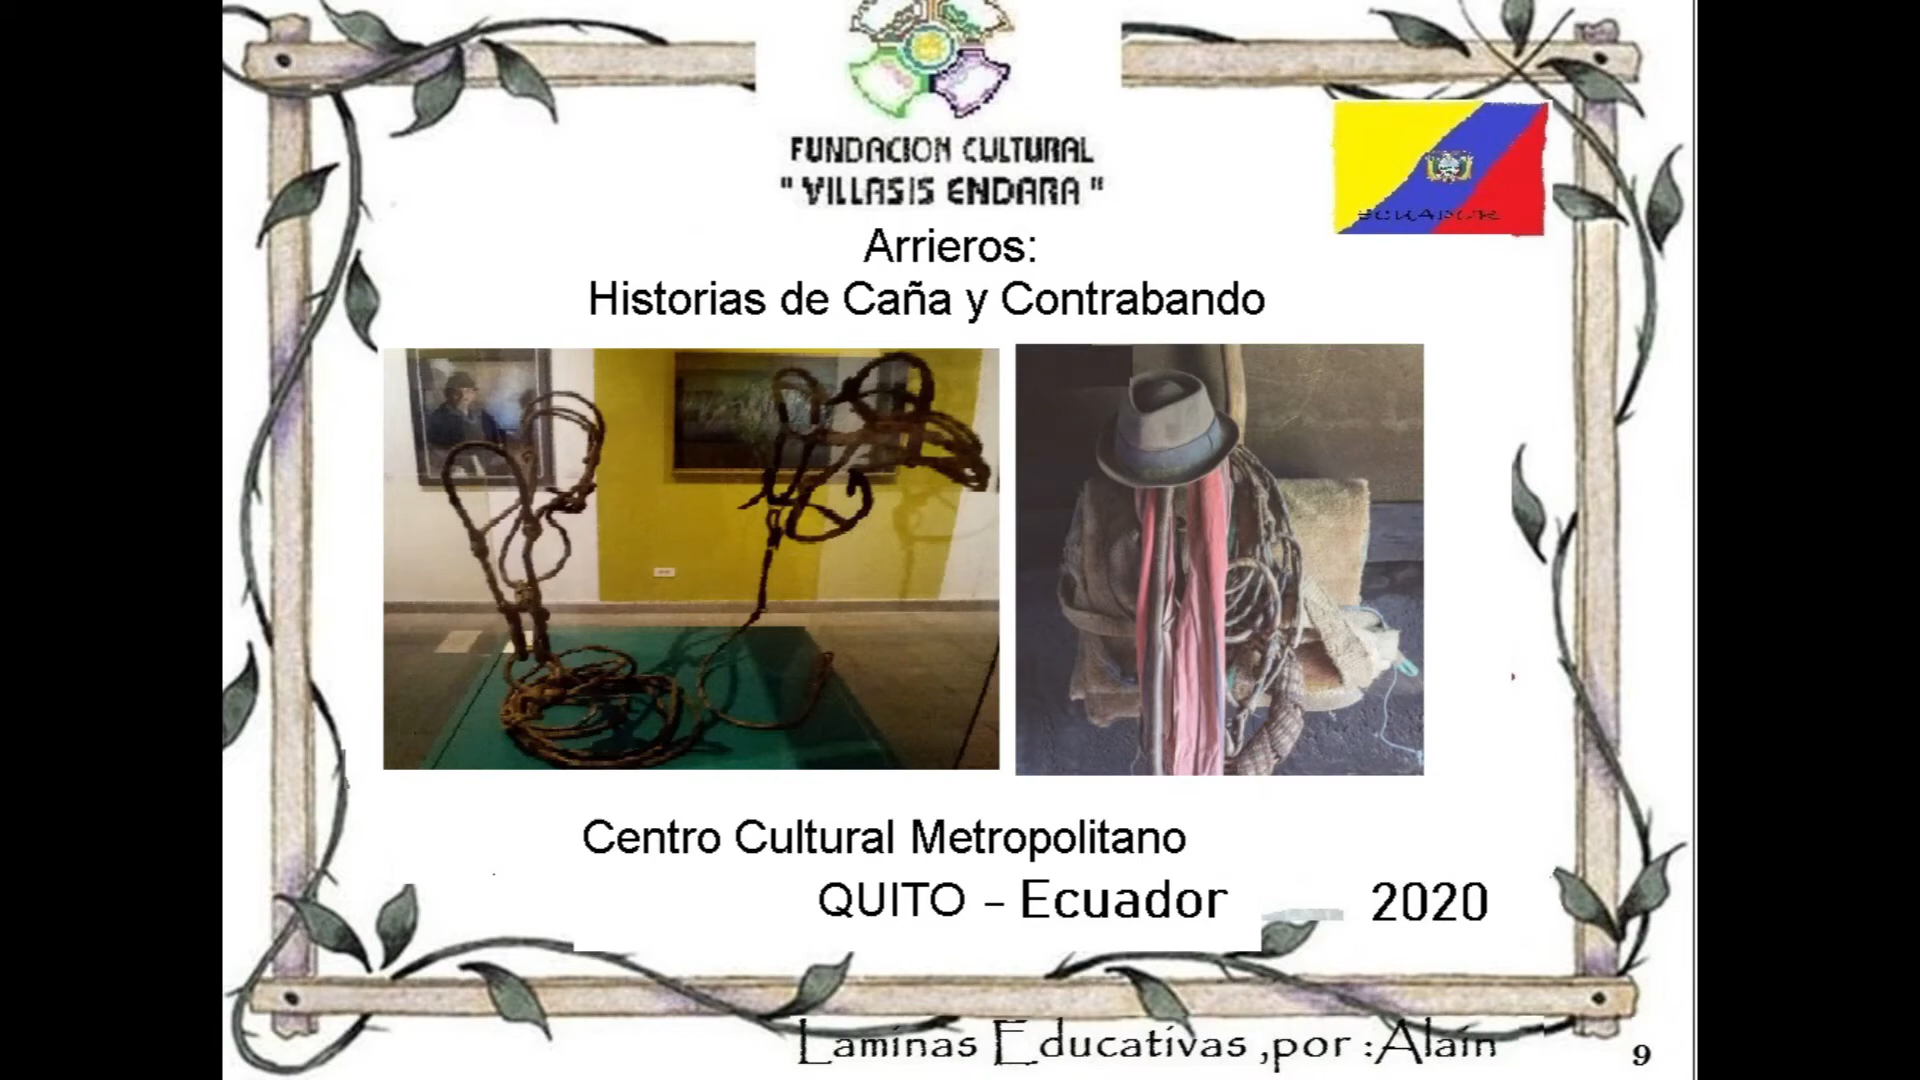 FUNDACION CULTURAL
" VILLASIS ENDARA "
ECUADOR
Arrieros:
Historias de Caña y Contrabando
Centro Cultural Metropolitano
QUITO - Ecuador 2020
Laminas Educativas ,por :Alain
9